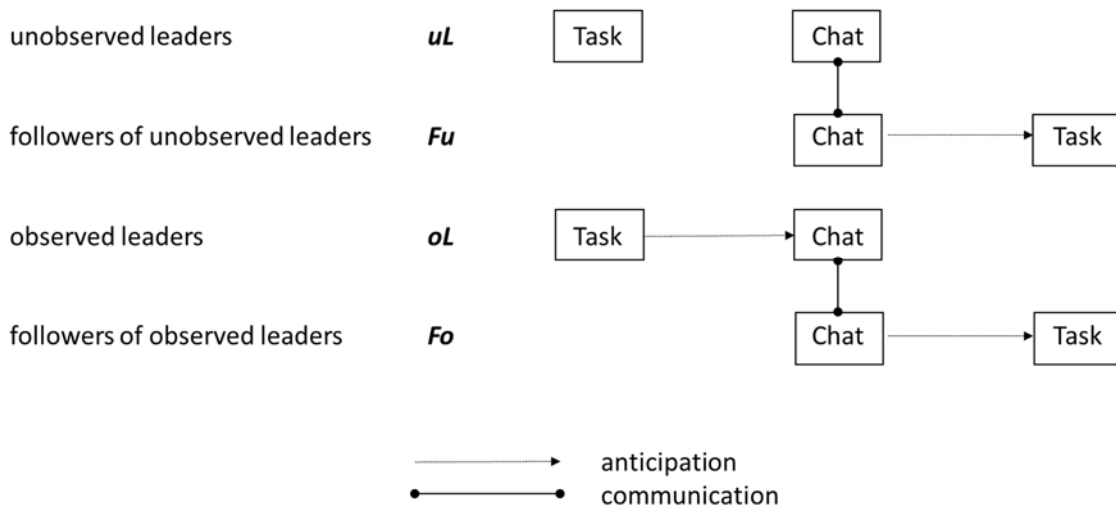 unobserved leaders uL Task Chat
followers of unobserved leaders Fu Chat Task
observed leaders oL Task Chat
followers of observed leaders Fo Chat Task
anticipation
communication